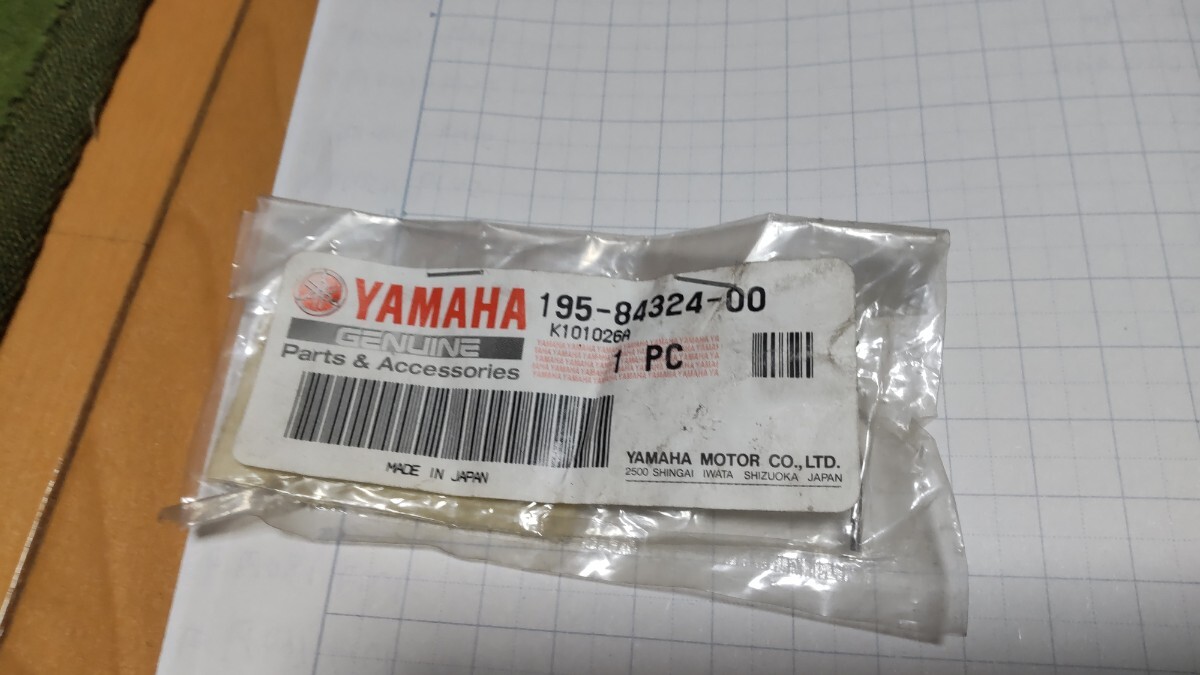 YAMAHA
GENUINE
Parts & Accessories
195-84324-00
K101026A
1 PC
MADE IN JAPAN
YAMAHA MOTOR CO.,LTD.
2500 SHINGAI IWATA SHIZUOKA JAPAN